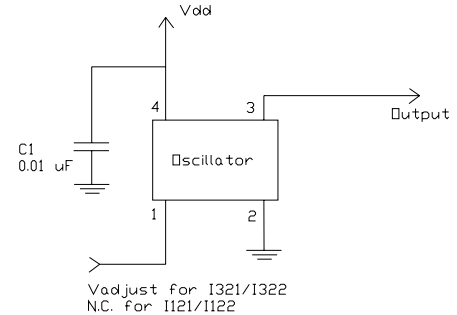 Vdd
4
3
Output
C1
0.01 uF
Oscillator
1
2
Vadjust for I321/I322
N.C. for I121/I122